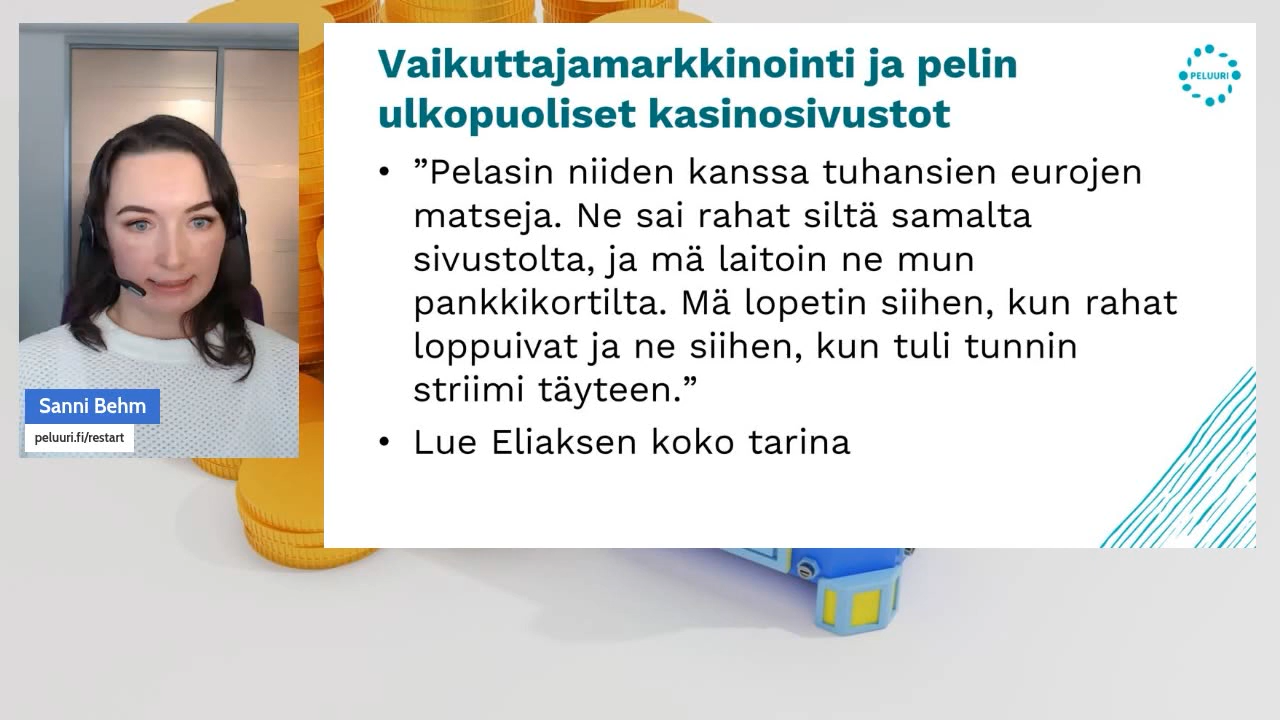 Vaikuttajamarkkinointi ja pelin
ulkopuoliset kasinosivustot
PELUURI
• ”Pelasin niiden kanssa tuhansien eurojen
matseja. Ne sai rahat siltä samalta
sivustolta, ja mä laitoin ne mun
pankkikortilta. Mä lopetin siihen, kun rahat
loppuivat ja ne siihen, kun tuli tunnin
striimi täyteen.”
• Lue Eliaksen koko tarina
Sanni Behm
peluuri.fi/restart